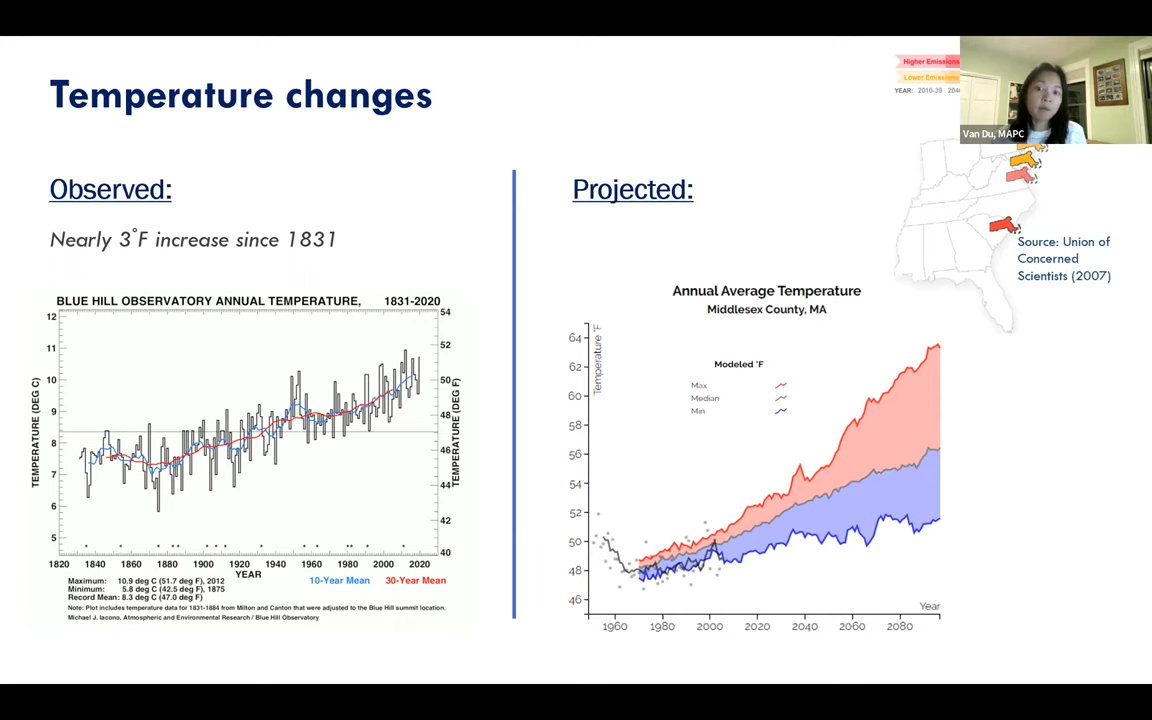 Temperature changes
Higher Emissions
Lower Emissions
YEAR: 2010-39
Van Du, MAPC
Observed:
Nearly 3°F increase since 1831
BLUE HILL OBSERVATORY ANNUAL TEMPERATURE, 1831-2020
TEMPERATURE (DEG C)
12
11
10
9
8
7
6
5
TEMPERATURE (DEG F)
54
52
50
48
46
44
42
40
1820 1840 1860 1880 1900 1920 1940 1960 1980 2000 2020
YEAR
10-Year Mean 30-Year Mean
Maximum: 10.9 deg C (51.7 deg F), 2012
Minimum: 5.8 deg C (42.5 deg F), 1875
Record Mean: 8.3 deg C (47.0 deg F)
Note: Plot includes temperature data for 1831-1884 from Milton and Canton that were adjusted to the Blue Hill summit location.
Michael J. Iacono, Atmospheric and Environmental Research / Blue Hill Observatory
Projected:
Source: Union of
Concerned
Scientists (2007)
Annual Average Temperature
Middlesex County, MA
Temperature °F
Modeled °F
Max
Median
Min
64
62
60
58
56
54
52
50
48
46
Year
1960 1980 2000 2020 2040 2060 2080